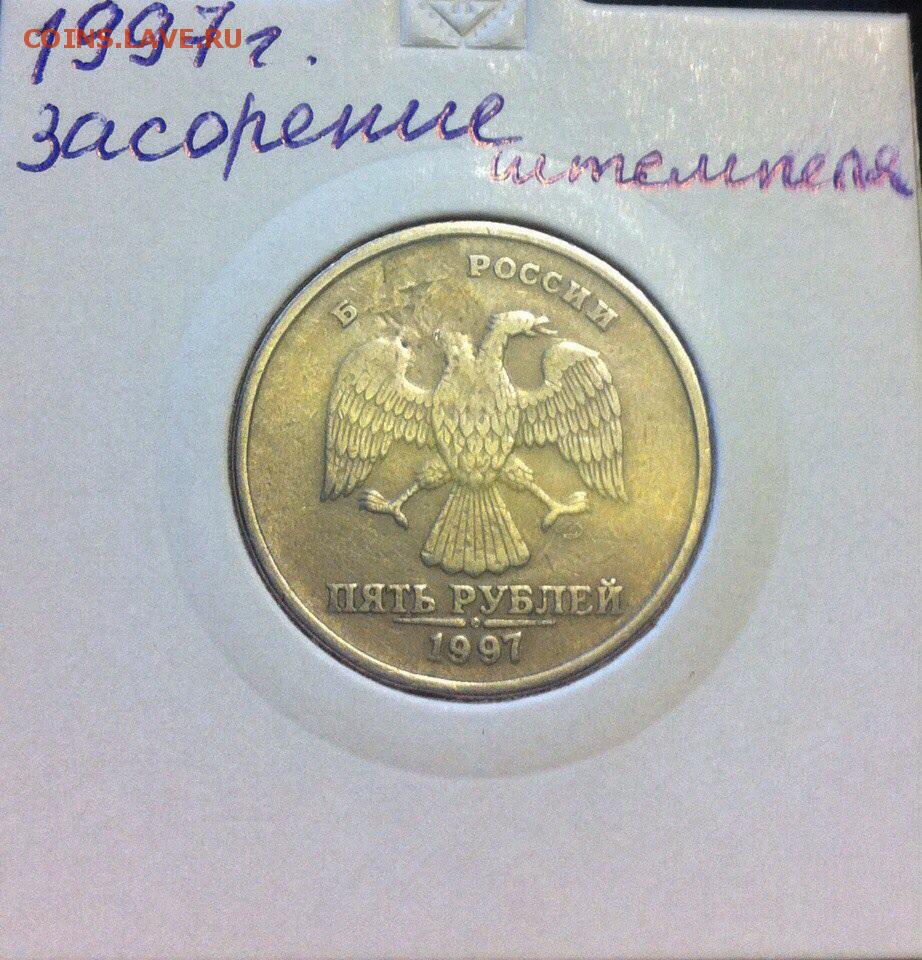 COINS.LAVE.RU
1997г.
засорение
штемпеля
Б РОССИИ
ПЯТЬ РУБЛЕЙ
1997